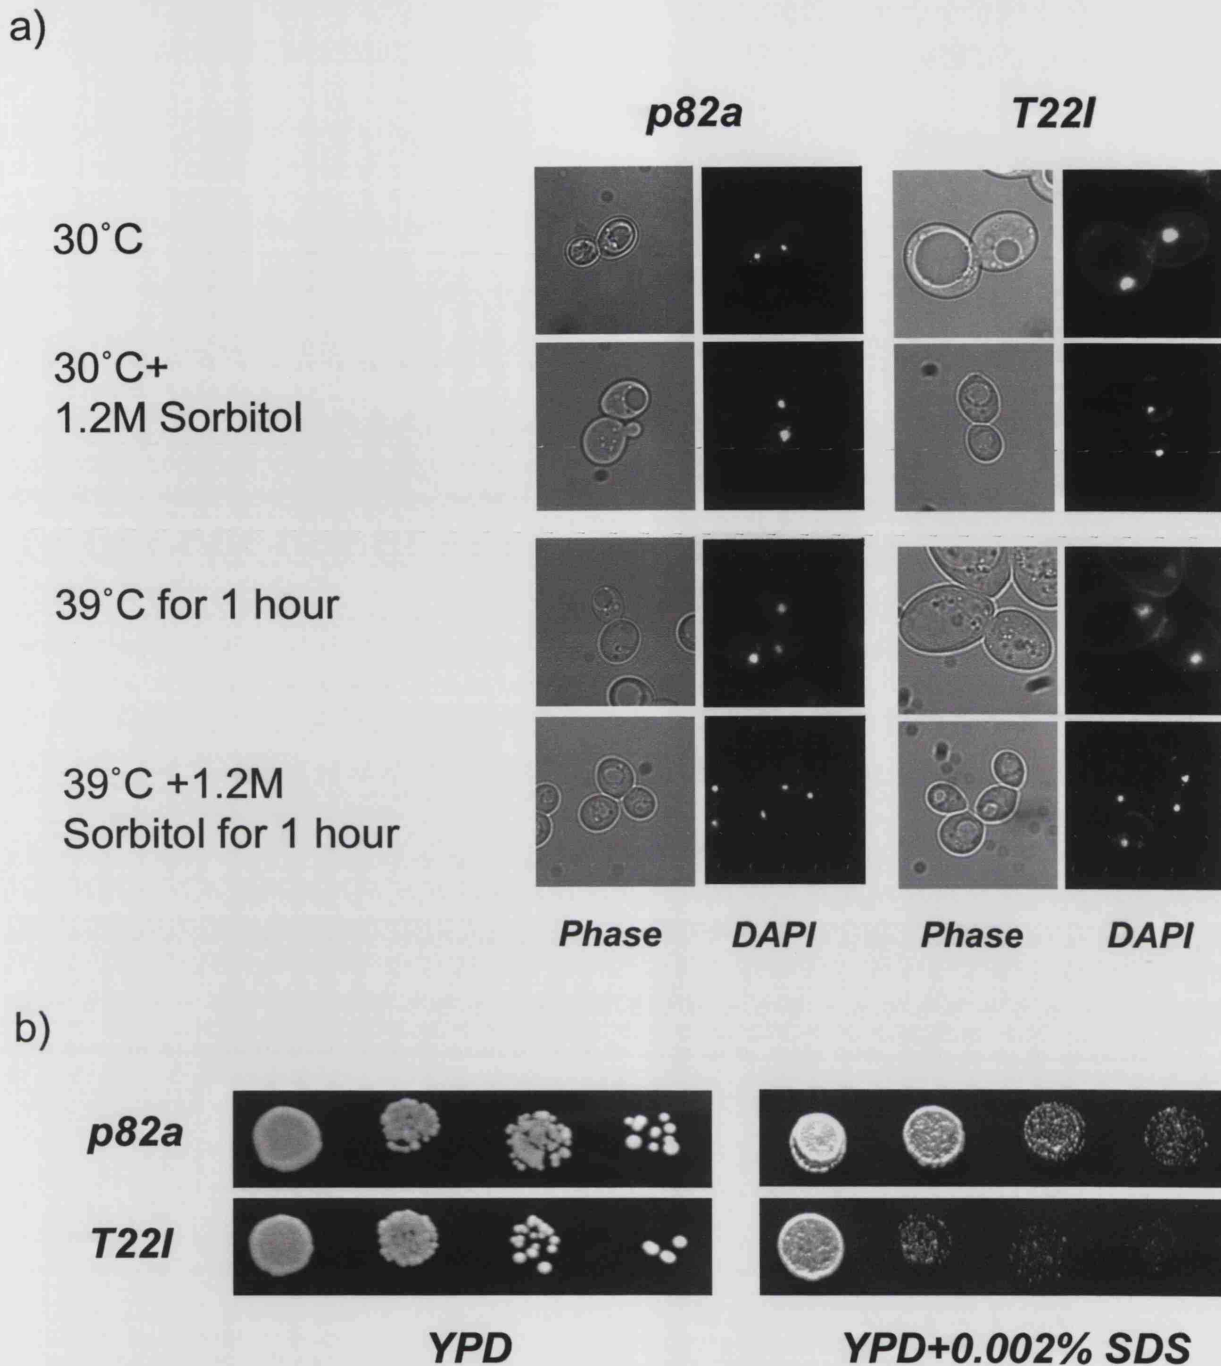 a)
p82a T22I
30°C
30°C+
1.2M Sorbitol
39°C for 1 hour
39°C +1.2M
Sorbitol for 1 hour
Phase DAPI Phase DAPI
b)
p82a
T22I
YPD YPD+0.002% SDS